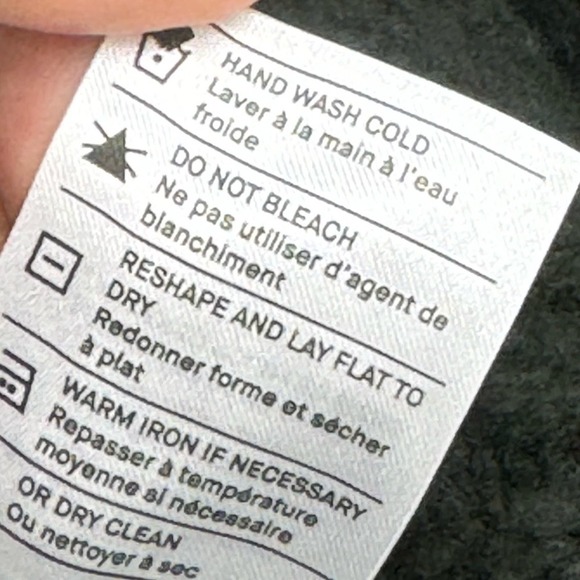 HAND WASH COLD
Laver à la main à l'eau
froide
DO NOT BLEACH
Ne pas utiliser d'agent de
blanchiment
RESHAPE AND LAY FLAT TO
DRY
Redonner forme et sécher
à plat
WARM IRON IF NECESSARY
Repasser à température
moyenne si nécessaire
OR DRY CLEAN
Ou nettoyer à sec